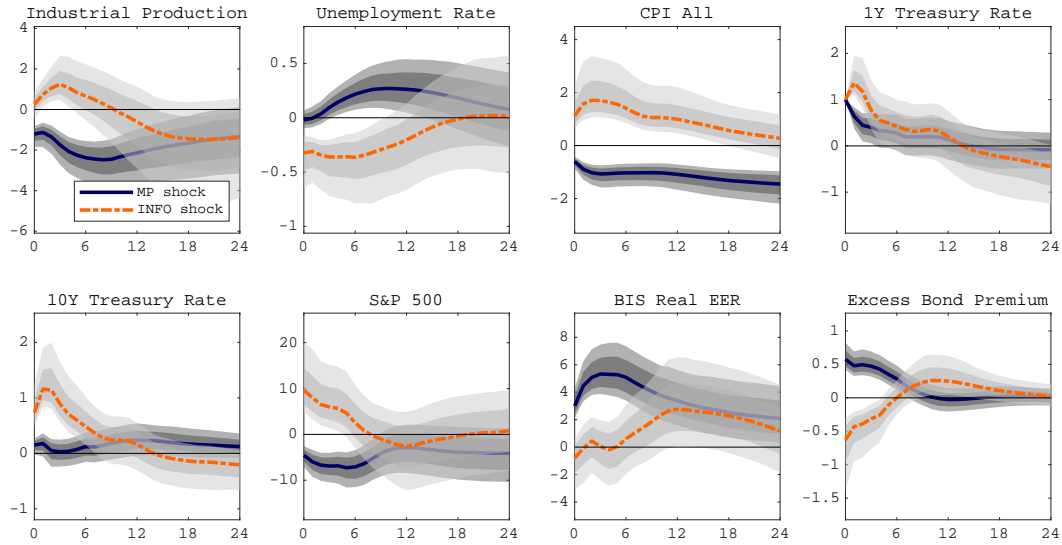 Industrial Production
4
2
0
-2
-4
-6
MP shock
INFO shock
0 6 12 18 24
Unemployment Rate
0.5
0
-0.5
-1
0 6 12 18 24
CPI All
4
2
0
-2
0 6 12 18 24
1Y Treasury Rate
2
1
0
-1
0 6 12 18 24
10Y Treasury Rate
2
1
0
-1
0 6 12 18 24
S&P 500
20
10
0
-10
0 6 12 18 24
BIS Real EER
8
6
4
2
0
-2
-4
0 6 12 18 24
Excess Bond Premium
1
0.5
0
-0.5
-1
-1.5
0 6 12 18 24